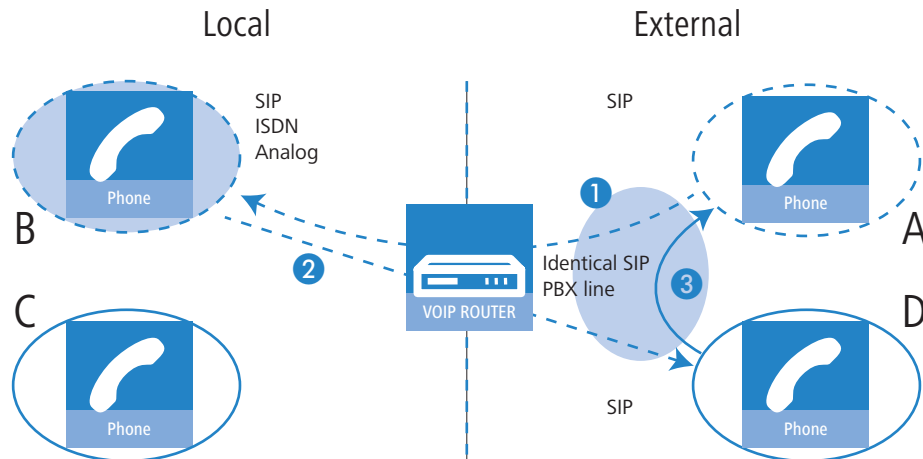 Local
External
SIP
ISDN
Analog
SIP
Phone
Phone
B
A
1
2
Identical SIP
PBX line
3
VOIP ROUTER
C
D
SIP
Phone
Phone